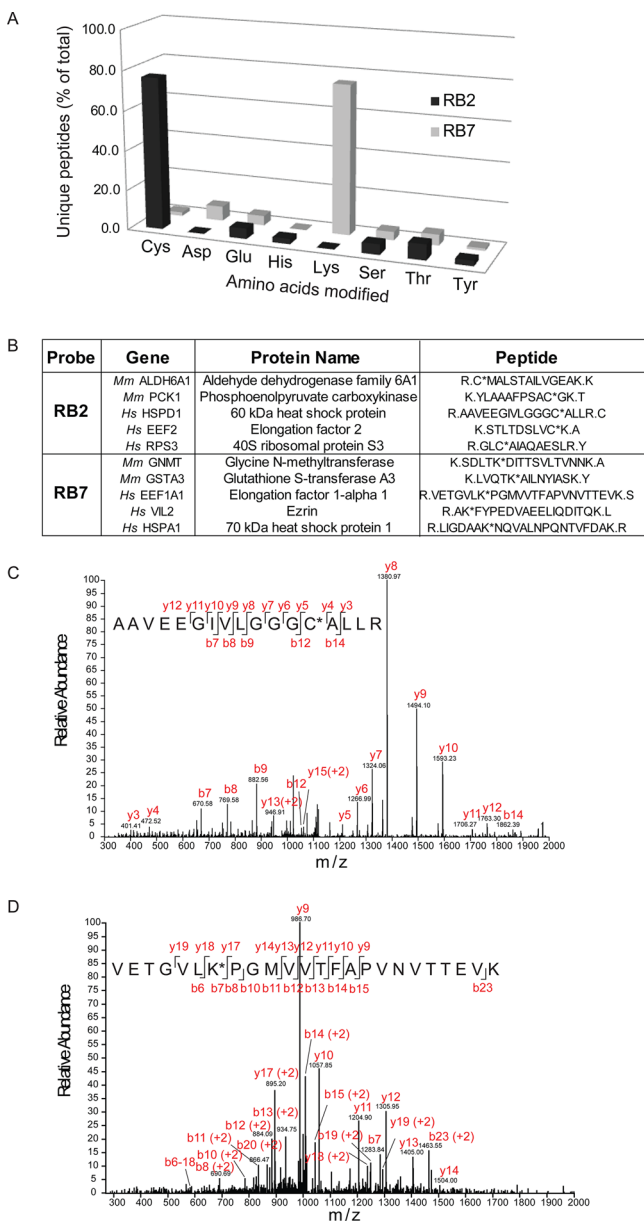 A
Unique peptides (% of total)
100.0
80.0
60.0
40.0
20.0
0.0
RB2
RB7
Cys Asp Glu His Lys Ser Thr Tyr
Amino acids modified
B
Probe Gene Protein Name Peptide
RB2
Mm ALDH6A1 Aldehyde dehydrogenase family 6A1 R.C*MALSTAILVGEAK.K
Mm PCK1 Phosphoenolpyruvate carboxykinase K.YLAAAFPSAC*GK.T
Hs HSPD1 60 kDa heat shock protein R.AAVEEGIVLGGGC*ALLR.C
Hs EEF2 Elongation factor 2 K.STLTDSLVC*K.A
Hs RPS3 40S ribosomal protein S3 R.GLC*AIAQAESLR.Y
RB7
Mm GNMT Glycine N-methyltransferase K.SDLTK*DITTSVLTVNNK.A
Mm GSTA3 Glutathione S-transferase A3 K.LVQTK*AILNYIASK.Y
Hs EEF1A1 Elongation factor 1-alpha 1 R.VETGVLK*PGMVVTFAPVNVTTEVK.S
Hs VIL2 Ezrin R.AK*FYPEDVAEELIQDITQK.L
Hs HSPA1 70 kDa heat shock protein 1 R.LIGDAAK*NQVALNPQNTVFDAK.R
C
Relative Abundance
100
95
90
85
80
75
70
65
60
55
50
45
40
35
30
25
20
15
10
5
0
y12 y11 y10 y9 y8 y7 y6 y5 y4 y3
A A V E E G I V L G G G C * A L L R
b7 b8 b9 b12 b14
y8
1380.97
y9
1494.10
y10
1593.23
y7
1324.06
b9
882.56
y15(+2)
b12
b8
769.58
b7
670.58
y13(+2)
946.91
y6
1266.99
y3
401.41
y4
472.52
y5
y11
1706.27
y12
1763.30
b14
1862.39
400 500 600 700 800 900 1000 1100 1200 1300 1400 1500 1600 1700 1800 1900 2000
m/z
D
Relative Abundance
100
95
90
85
80
75
70
65
60
55
50
45
40
35
30
25
20
15
10
5
0
y9
986.70
y19 y18 y17 y14 y13 y12 y11 y10 y9
V E T G V L K * P G M V V T F A P V N V T T E V K
b6 b7 b8 b10 b11 b12 b13 b14 b15 b23
b14 (+2)
y10
1057.85
y17 (+2)
895.20
b15 (+2)
b13 (+2)
934.75
b12 (+2)
884.09
y11
1204.90
y12
1305.95
y19 (+2)
b11 (+2)
b20 (+2)
866.47
b19 (+2)
b7
1283.84
b23 (+2)
1463.55
y13
1405.00
b10 (+2)
b6-18
b8 (+2)
690.69
y18 (+2)
y14
1504.00
300 400 500 600 700 800 900 1000 1100 1200 1300 1400 1500 1600 1700 1800 1900 2000
m/z